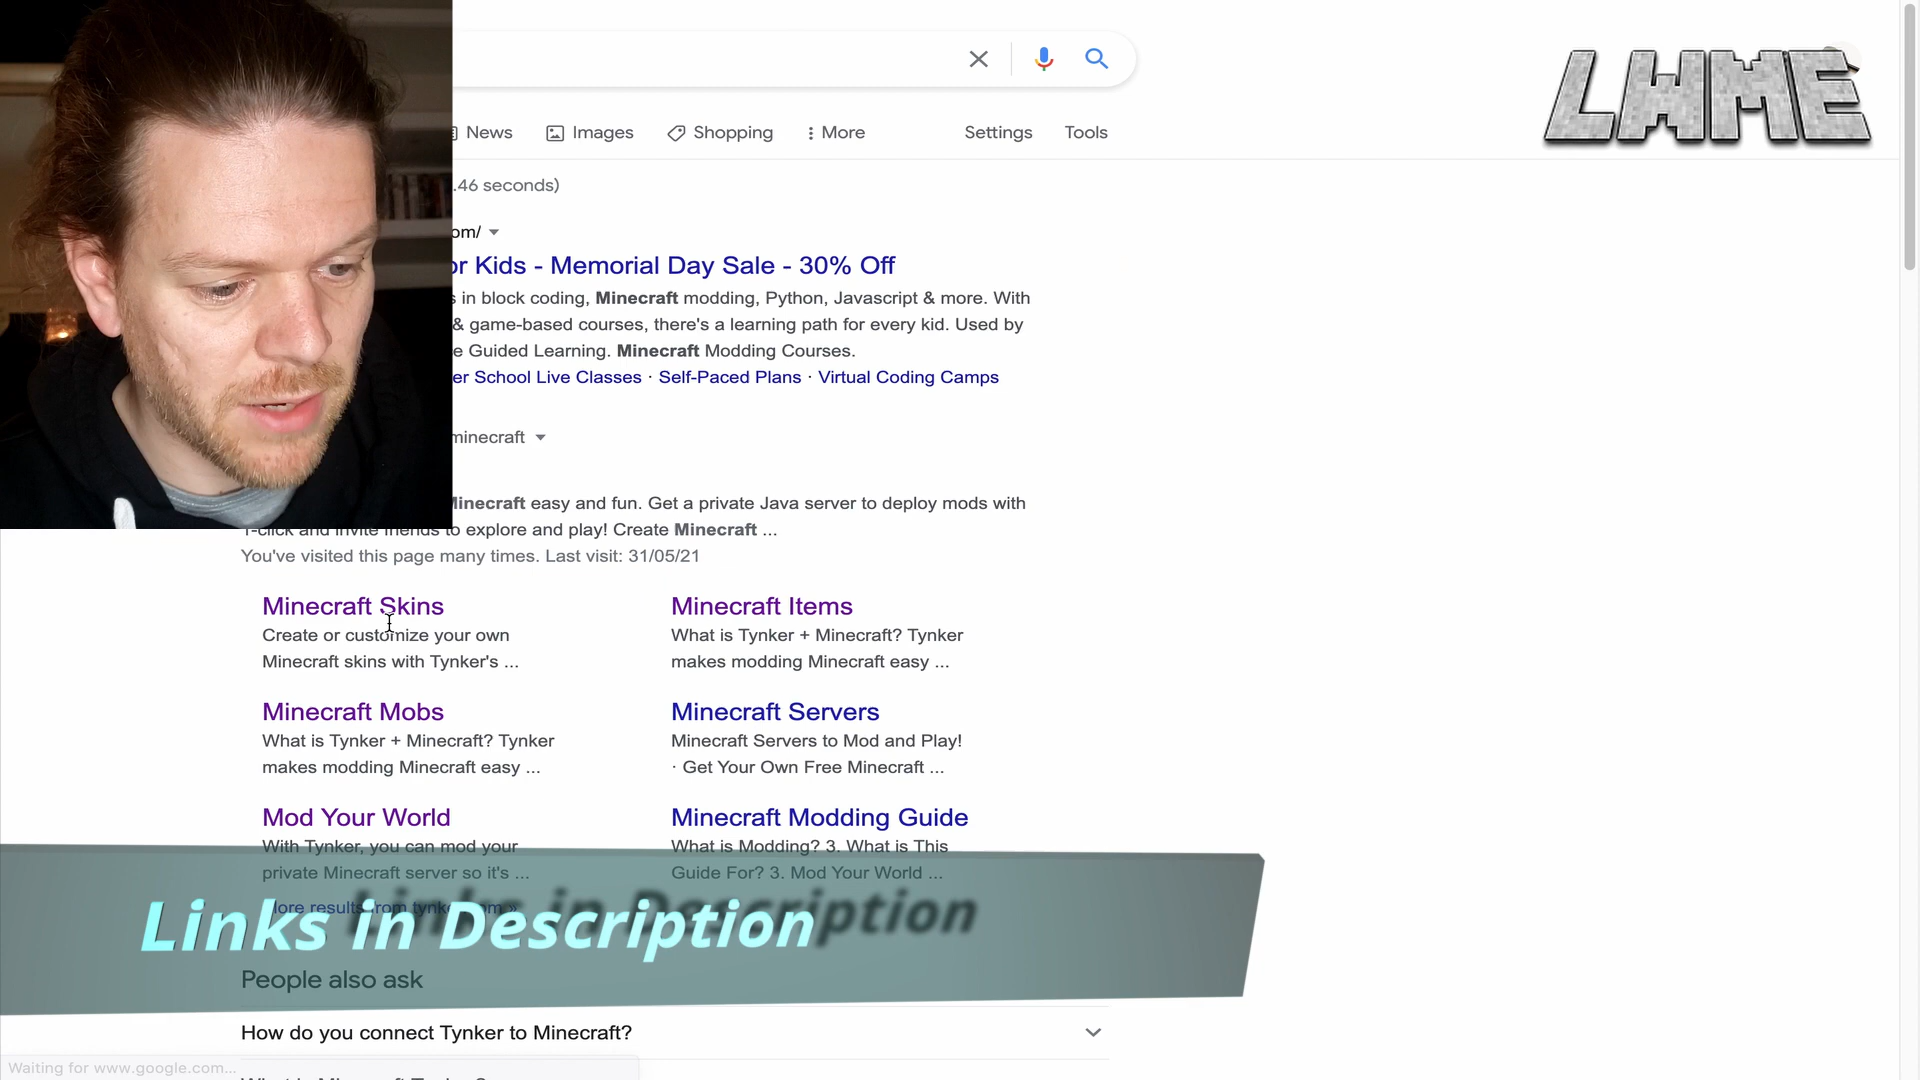 LWME
News Images Shopping More Settings Tools
.46 seconds)
om/
or Kids - Memorial Day Sale - 30% Off
s in block coding, Minecraft modding, Python, Javascript & more. With
& game-based courses, there's a learning path for every kid. Used by
e Guided Learning. Minecraft Modding Courses.
er School Live Classes · Self-Paced Plans · Virtual Coding Camps
minecraft
Minecraft easy and fun. Get a private Java server to deploy mods with
1-click and invite friends to explore and play! Create Minecraft ...
You've visited this page many times. Last visit: 31/05/21
Minecraft Skins
Create or customize your own
Minecraft skins with Tynker's ...
Minecraft Items
What is Tynker + Minecraft? Tynker
makes modding Minecraft easy ...
Minecraft Mobs
What is Tynker + Minecraft? Tynker
makes modding Minecraft easy ...
Minecraft Servers
Minecraft Servers to Mod and Play!
· Get Your Own Free Minecraft ...
Mod Your World
With Tynker, you can mod your
private Minecraft server so it's ...
Minecraft Modding Guide
What is Modding? 3. What is This
Guide For? 3. Mod Your World ...
Links in Description
People also ask
How do you connect Tynker to Minecraft?
Waiting for www.google.com...